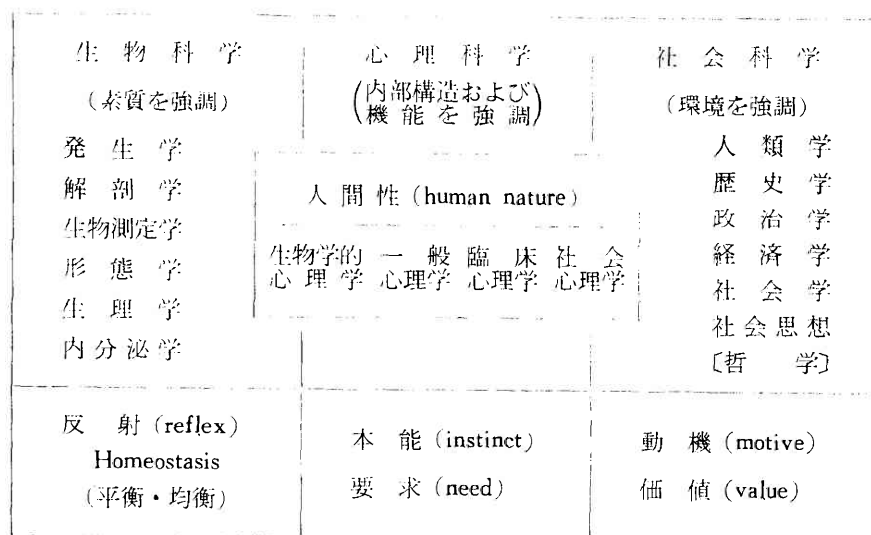 生物科学
(素質を強調)
発生学
解剖学
生物測定学
形態学
生理学
内分泌学
心理科学
(内部構造および
機能を強調)
社会科学
(環境を強調)
人類学
歴史学
政治学
経済学
社会学
社会思想
〔哲学〕
人間性 (human nature)
生物学的 一般 臨床 社会
心理学 心理学 心理学 心理学
反射 (reflex)
Homeostasis
(平衡・均衡)
本能 (instinct)
要求 (need)
動機 (motive)
価値 (value)